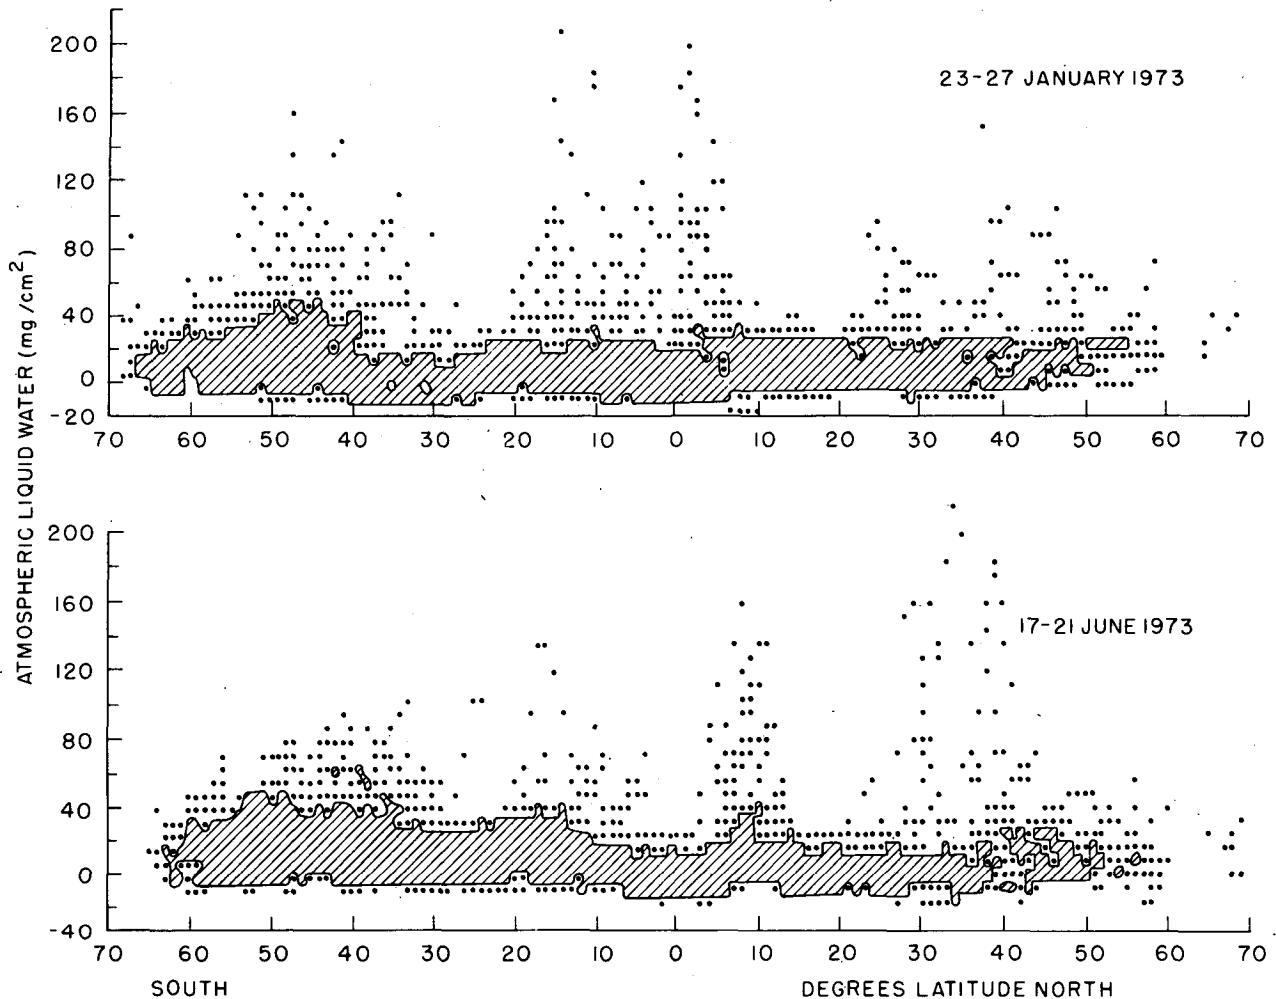 ATMOSPHERIC LIQUID WATER (mg/cm²)
200
160
120
80
40
0
-20
23-27 JANUARY 1973
70 60 50 40 30 20 10 0 10 20 30 40 50 60 70
200
160
120
80
40
0
-40
17-21 JUNE 1973
70 60 50 40 30 20 10 0 10 20 30 40 50 60 70
SOUTH
DEGREES LATITUDE NORTH